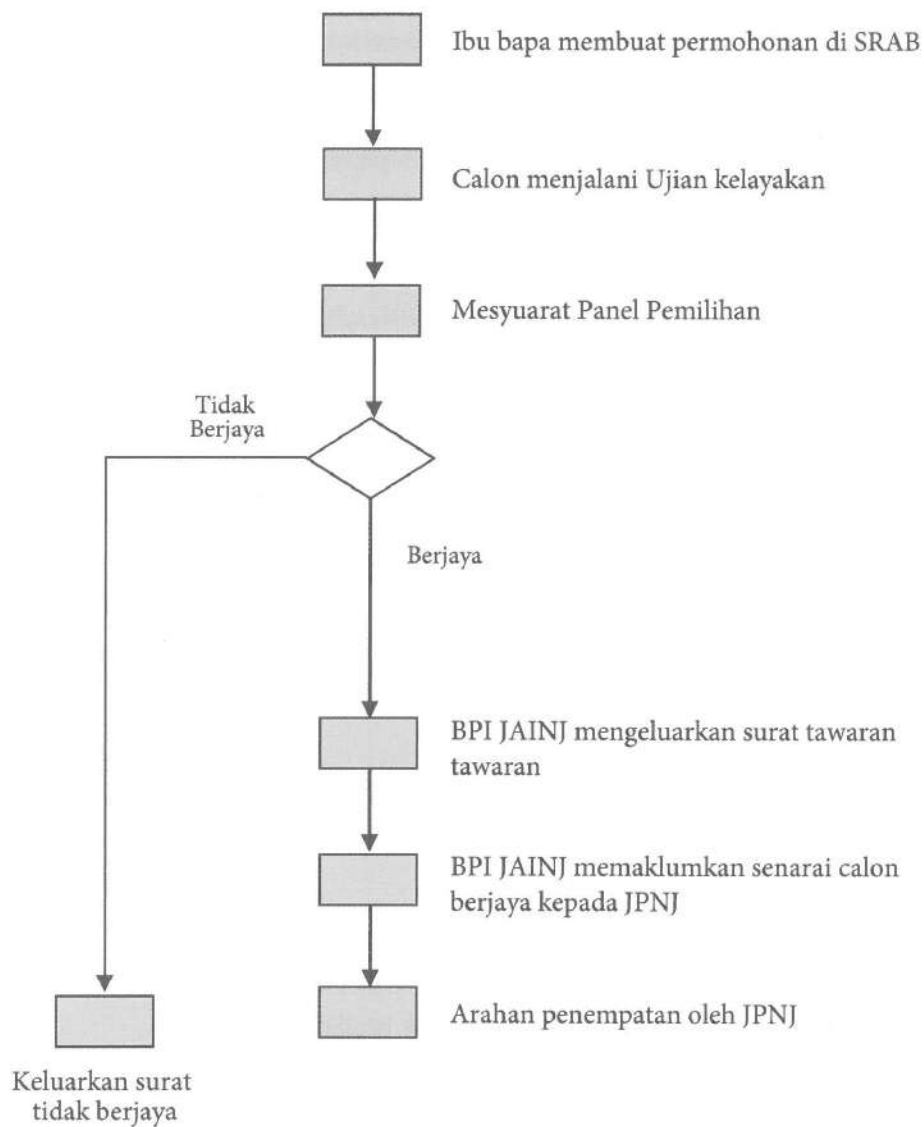 Ibu bapa membuat permohonan di SRAB
Calon menjalani Ujian kelayakan
Mesyuarat Panel Pemilihan
Tidak
Berjaya
Berjaya
BPI JAINJ mengeluarkan surat tawaran
tawaran
BPI JAINJ memaklumkan senarai calon
berjaya kepada JPNJ
Arahan penempatan oleh JPNJ
Keluarkan surat
tidak berjaya